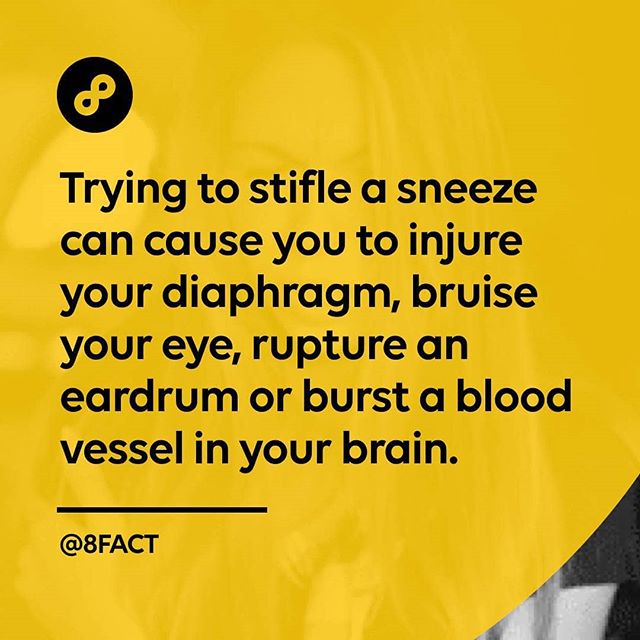 Trying to stifle a sneeze
can cause you to injure
your diaphragm, bruise
your eye, rupture an
eardrum or burst a blood
vessel in your brain.
@8FACT